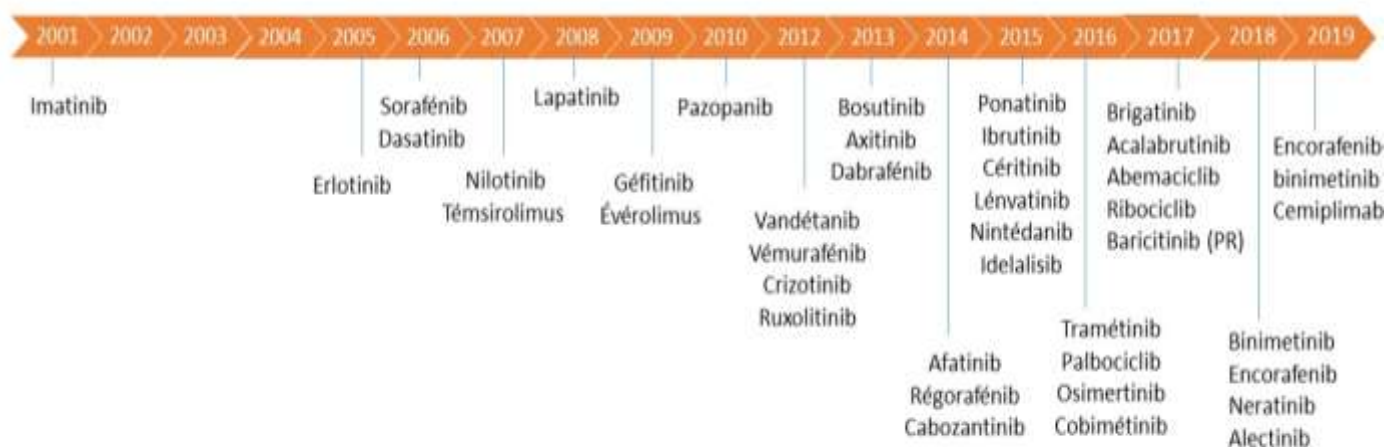 2001 2002 2003 2004 2005 2006 2007 2008 2009 2010 2012 2013 2014 2015 2016 2017 2018 2019
Imatinib
Erlotinib
Sorafénib
Dasatinib
Nilotinib
Témsirolimus
Lapatinib
Géfitinib
Évérolimus
Pazopanib
Vandétanib
Vémurafénib
Crizotinib
Ruxolitinib
Bosutinib
Axitinib
Dabrafénib
Afatinib
Régorafénib
Cabozantinib
Ponatinib
Ibrutinib
Céritinib
Lénvatinib
Nintédanib
Idelalisib
Tramétinib
Palbociclib
Osimertinib
Cobimétinib
Brigatinib
Acalabrutinib
Abemaciclib
Ribociclib
Baricitinib (PR)
Binimetinib
Encorafenib
Neratinib
Alectinib
Encorafenib-
binimetinib
Cemiplimab